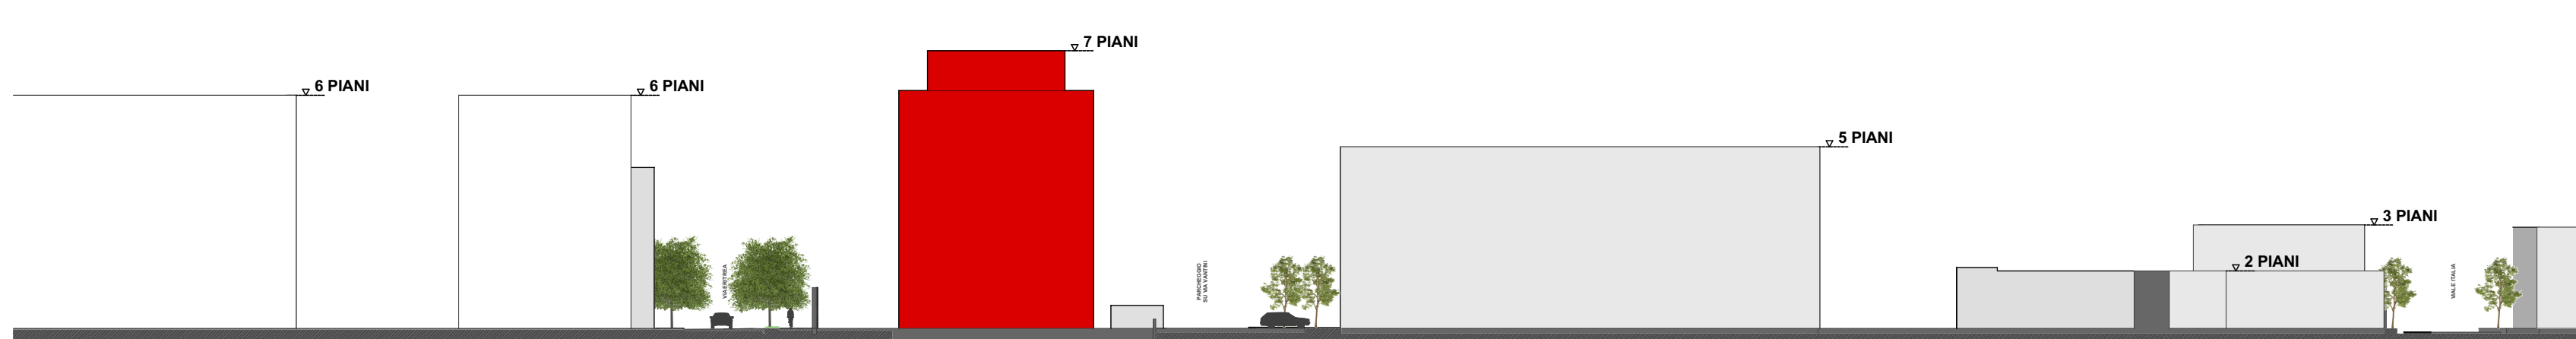 7 PIANI
6 PIANI
6 PIANI
5 PIANI
3 PIANI
2 PIANI
VIA ERITREA
PARCHEGGIO
SU VIA VANTINI
VIALE ITALIA